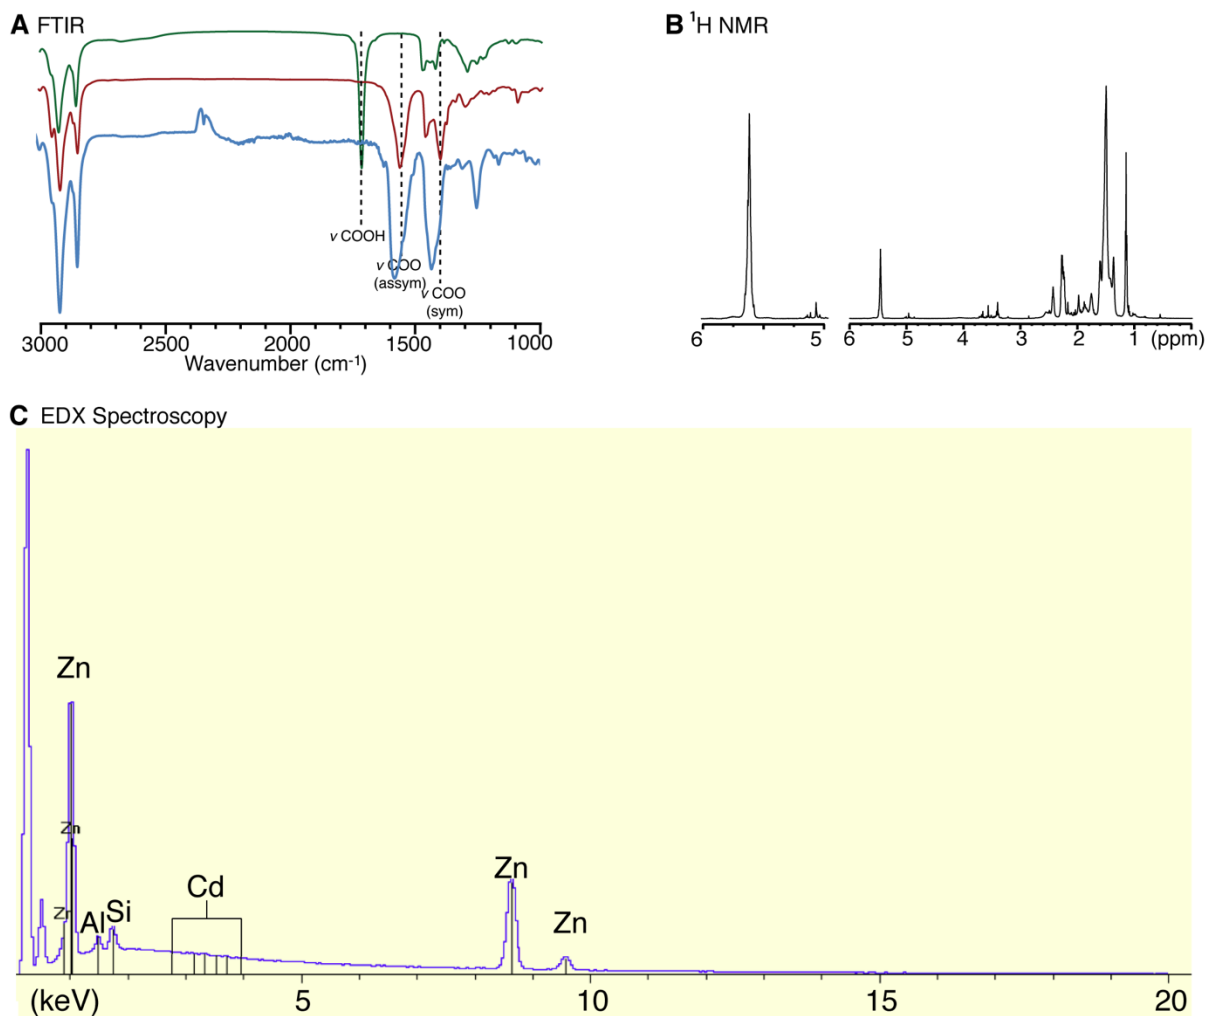 A FTIR
ν COOH
ν COO
(assym)
ν COO
(sym)
3000 2500 2000 1500 1000
Wavenumber (cm-1)
B 1H NMR
6 5 6 5 4 3 2 1 (ppm)
C EDX Spectroscopy
Zn
Zn
Zn
Al
Si
Cd
Zn
Zn
(keV) 5 10 15 20